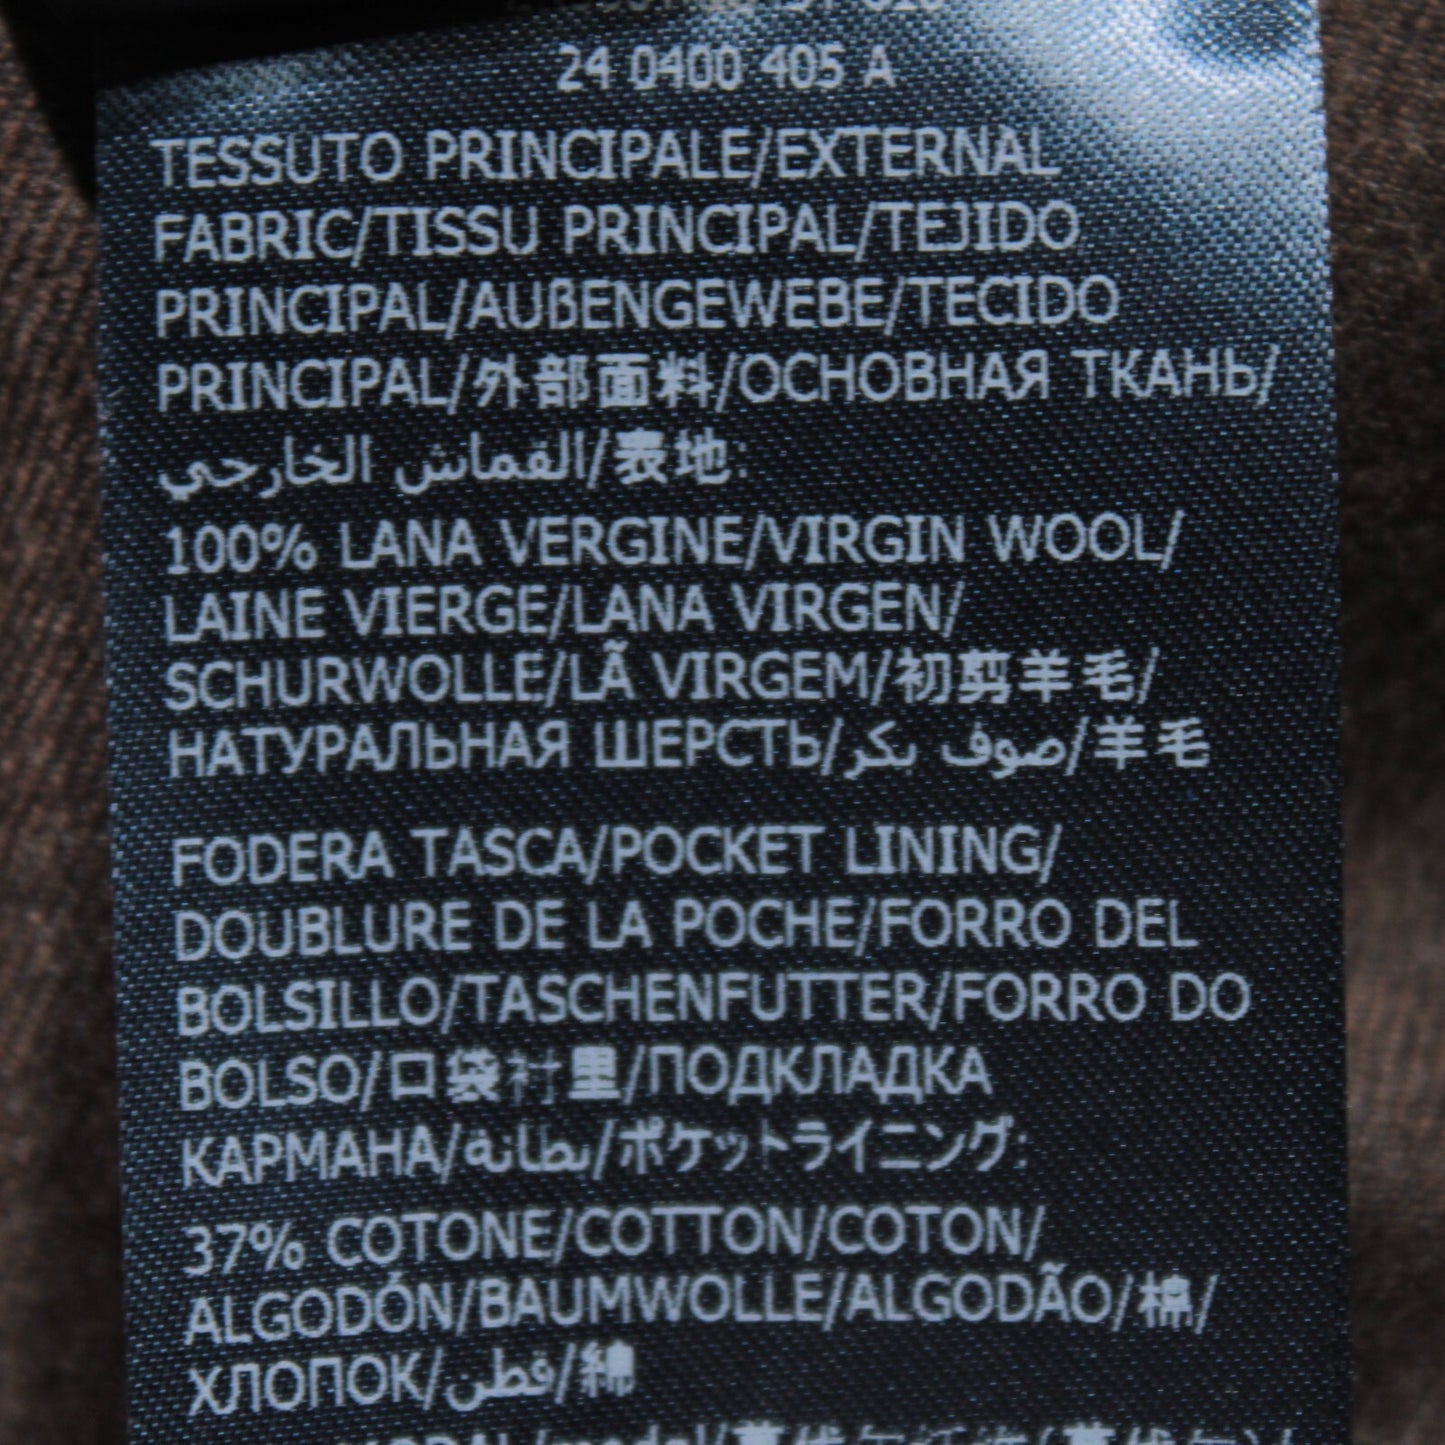 24 0400 405 A
TESSUTO PRINCIPALE/EXTERNAL
FABRIC/TISSU PRINCIPAL/TEJIDO
PRINCIPAL/AUßENGEWEBE/TECIDO
PRINCIPAL/外部面料/ОСНОВНАЯ ТКАНЬ/
القماش الخارجي/表地:
100% LANA VERGINE/VIRGIN WOOL/
LAINE VIERGE/LANA VIRGEN/
SCHURWOLLE/LÃ VIRGEM/初剪羊毛/
НАТУРАЛЬНАЯ ШЕРСТЬ/صوف بكر/羊毛
FODERA TASCA/POCKET LINING/
DOUBLURE DE LA POCHE/FORRO DEL
BOLSILLO/TASCHENFUTTER/FORRO DO
BOLSO/口袋衬里/ПОДКЛАДКА
КАРМАНА/بطانة/ポケットライニング:
37% COTONE/COTTON/COTON/
ALGODÓN/BAUMWOLLE/ALGODÃO/棉/
ХЛОПОК/قطن/綿